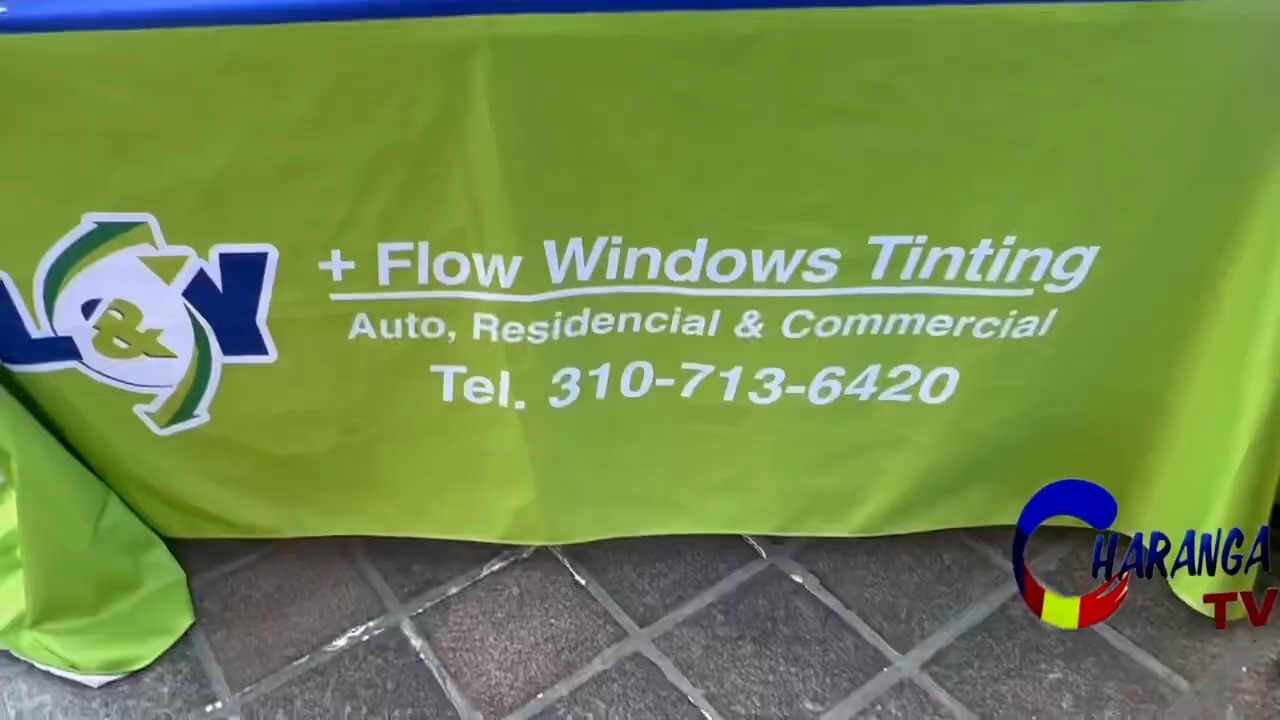 L&Y
+ Flow Windows Tinting
Auto, Residencial & Commercial
Tel. 310-713-6420
CHARANGA
TV